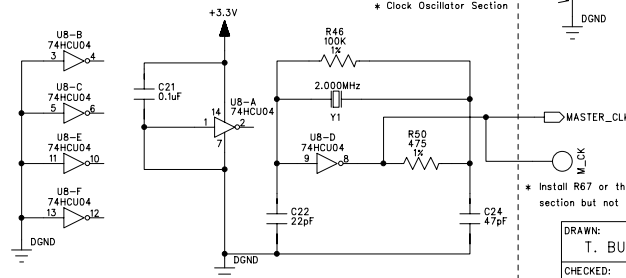 * Clock Oscillator Section
DGND
+3.3V
U8-B
74HCU04
3
4
U8-C
74HCU04
5
6
U8-E
74HCU04
11
10
U8-F
74HCU04
13
12
DGND
C21
0.1uF
14
U8-A
74HCU04
1
2
7
DGND
R46
100K
1%
2.000MHz
Y1
U8-D
74HCU04
9
8
R50
475
1%
C22
22pF
C24
47pF
MASTER_CLK
M_CK
* Install R67 or th
section but not
DRAWN:
T. BU
CHECKED: